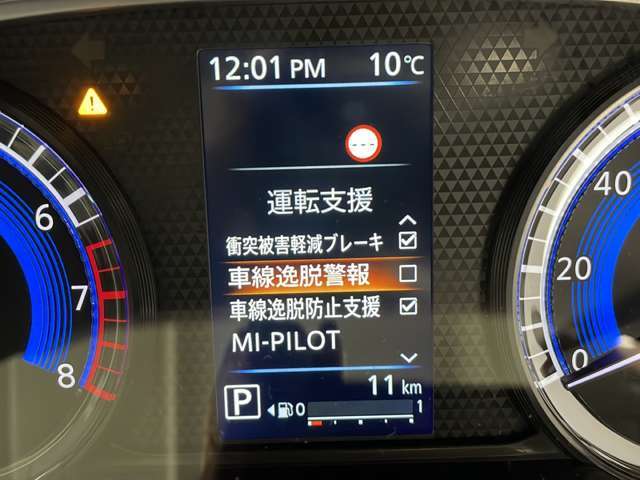 12:01 PM 10℃
---
運転支援
衝突被害軽減ブレーキ
車線逸脱警報
車線逸脱防止支援
MI-PILOT
11 km
P 0 1
6
7
8
40
20
0